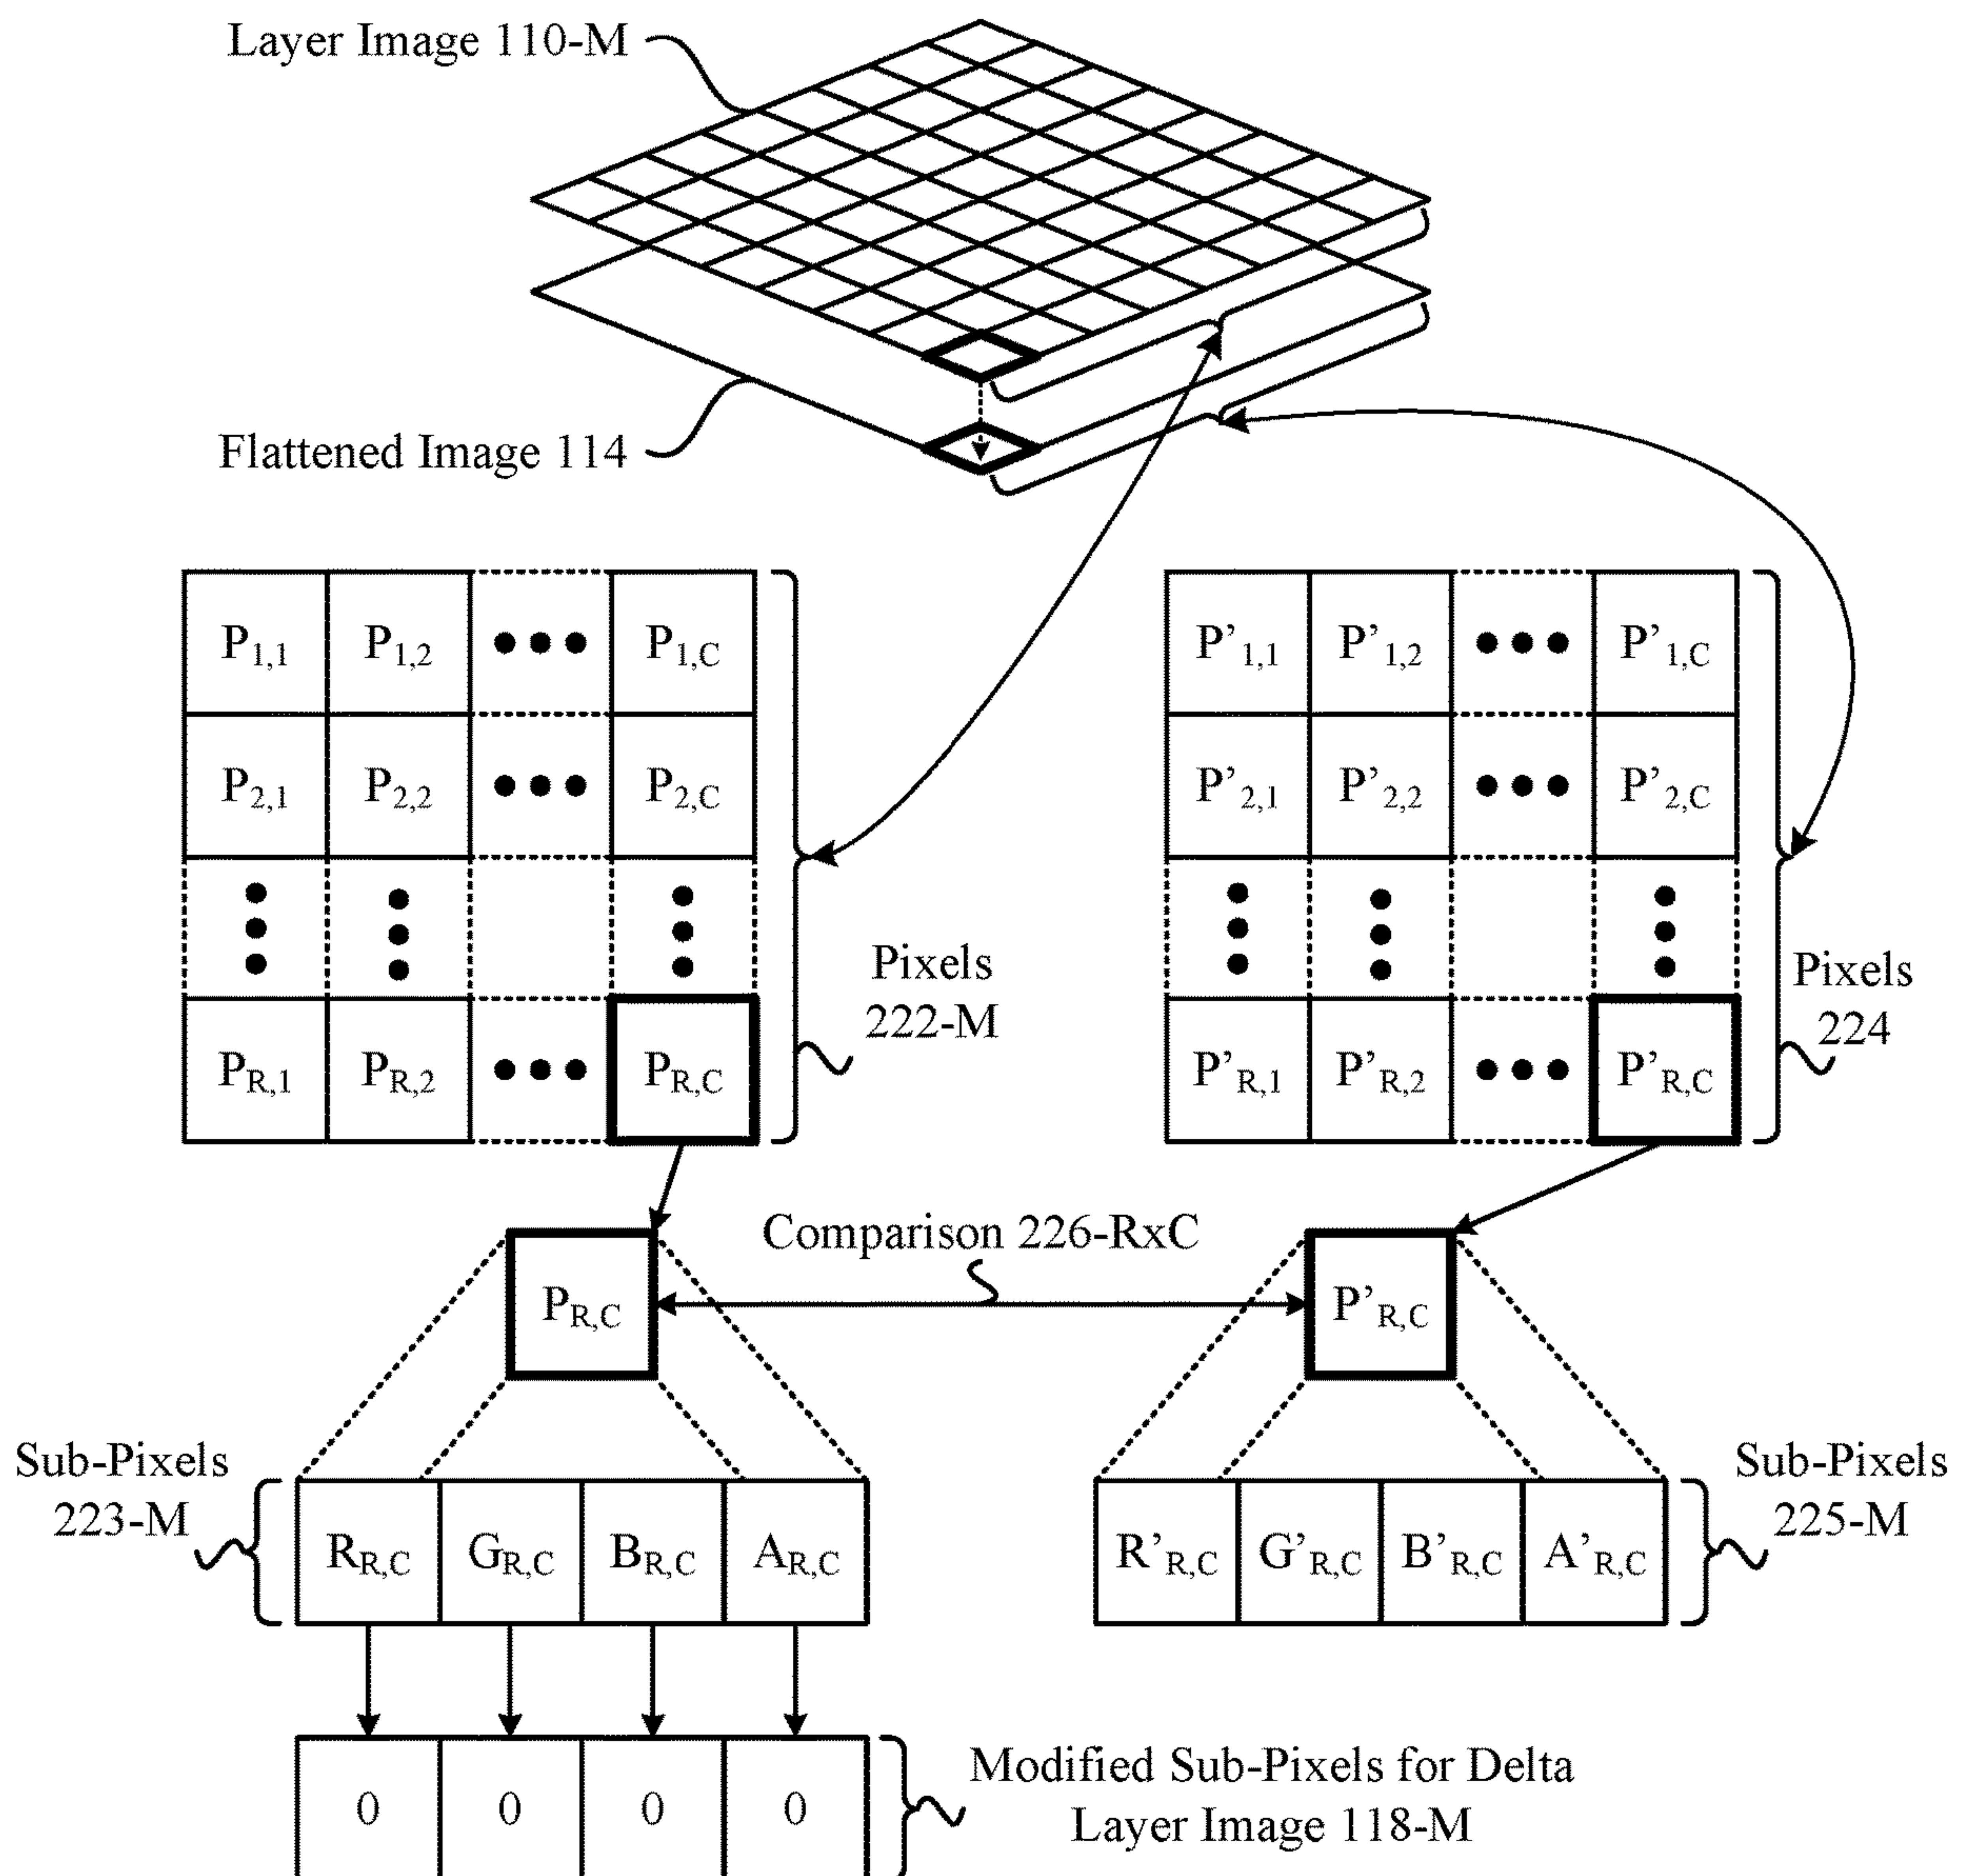 Layer Image 110-M
Flattened Image 114
P1,1 P1,2 ••• P1,C
P2,1 P2,2 ••• P2,C
PR,1 PR,2 ••• PR,C
Pixels
222-M
P’1,1 P’1,2 ••• P’1,C
P’2,1 P’2,2 ••• P’2,C
P’R,1 P’R,2 ••• P’R,C
Pixels
224
Comparison 226-RxC
PR,C
P’R,C
Sub-Pixels
223-M
RR,C GR,C BR,C AR,C
R’R,C G’R,C B’R,C A’R,C
Sub-Pixels
225-M
0 0 0 0
Modified Sub-Pixels for Delta
Layer Image 118-M